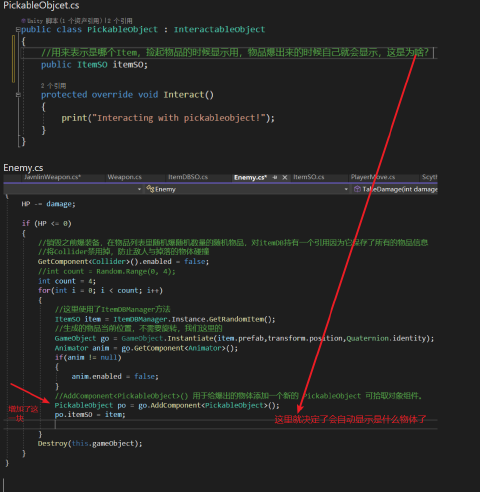 PickableObjcet.cs
Unity 脚本(1 个资产引用)|2 个引用
public class PickableObject : InteractableObject
{
//用来表示是哪个Item，捡起物品的时候显示用，物品爆出来的时候自己就会显示，这是为啥?
public ItemSO itemSO;
2 个引用
protected override void Interact()
{
print("Interacting with pickableobject!");
}
}
Enemy.cs
JavlinWeapon.cs* Weapon.cs ItemDBSO.cs Enemy.cs* ItemSO.cs PlayerMove.cs Scyth
Enemy TakeDamage(int damage
HP -= damage;
if (HP <= 0)
{
//销毁之前爆装备，在物品列表里随机爆随机数量的随机物品，对itemDB持有一个引用因为它保存了所有的物品信息
//将Collider禁用掉，防止敌人与掉落的物体碰撞
GetComponent<Collider>().enabled = false;
//int count = Random.Range(0, 4);
int count = 4;
for(int i = 0; i < count; i++)
{
//这里使用了ItemDBManager方法
ItemSO item = ItemDBManager.Instance.GetRandomItem();
//生成的物品当前位置，不需要旋转，我们这里的
GameObject go = GameObject.Instantiate(item.prefab,transform.position,Quaternion.identity);
Animator anim = go.GetComponent<Animator>();
if(anim != null)
{
anim.enabled = false;
}
//AddComponent<PickableObject>() 用于给爆出的物体添加一个新的 PickableObject 可拾取对象组件。
PickableObject po = go.AddComponent<PickableObject>();
增加了这
po.itemSO = item;
这里就决定了会自动显示是什么物体了
}
Destroy(this.gameObject);
}
}